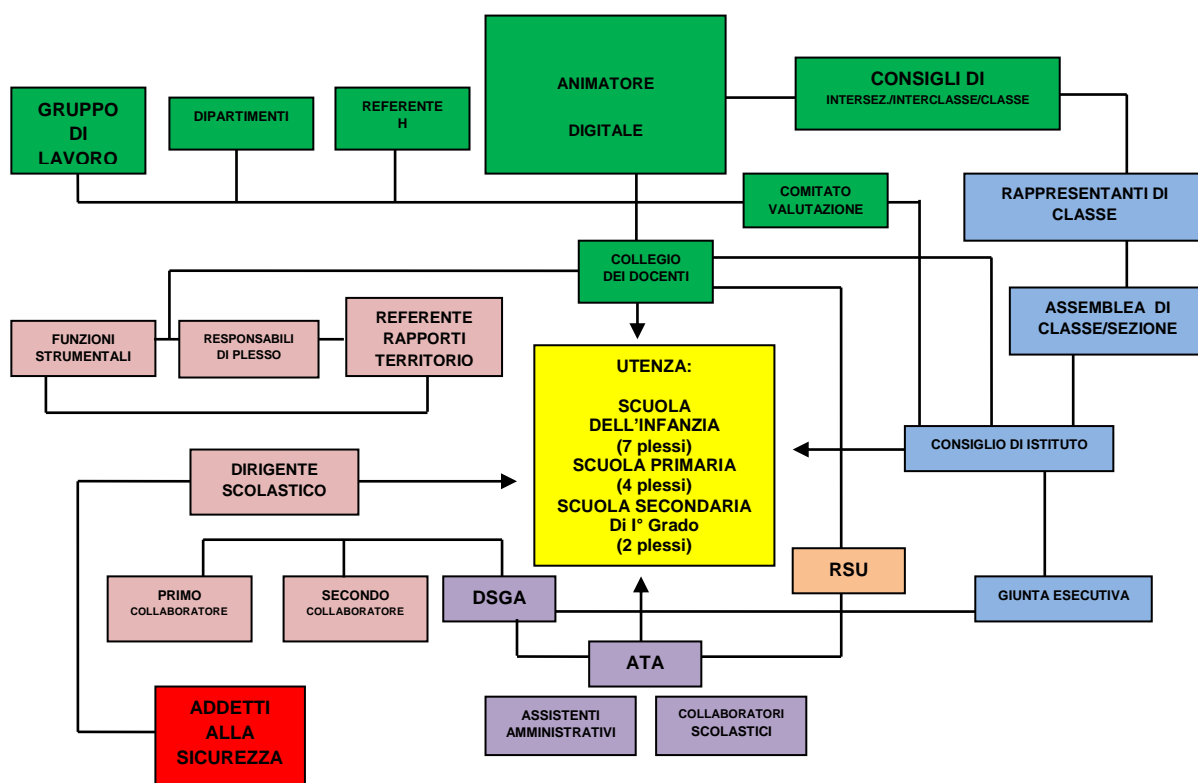 ANIMATORE
DIGITALE
CONSIGLI DI
INTERSEZ./INTERCLASSE/CLASSE
GRUPPO
DI
LAVORO
DIPARTIMENTI
REFERENTE
H
COMITATO
VALUTAZIONE
RAPPRESENTANTI DI
CLASSE
COLLEGIO
DEI DOCENTI
ASSEMBLEA DI
CLASSE/SEZIONE
FUNZIONI
STRUMENTALI
RESPONSABILI
DI PLESSO
REFERENTE
RAPPORTI
TERRITORIO
UTENZA:
SCUOLA
DELL’INFANZIA
(7 plessi)
SCUOLA PRIMARIA
(4 plessi)
SCUOLA SECONDARIA
Di I° Grado
(2 plessi)
CONSIGLIO DI ISTITUTO
DIRIGENTE
SCOLASTICO
RSU
PRIMO
COLLABORATORE
SECONDO
COLLABORATORE
DSGA
GIUNTA ESECUTIVA
ATA
ADDETTI
ALLA
SICUREZZA
ASSISTENTI
AMMINISTRATIVI
COLLABORATORI
SCOLASTICI